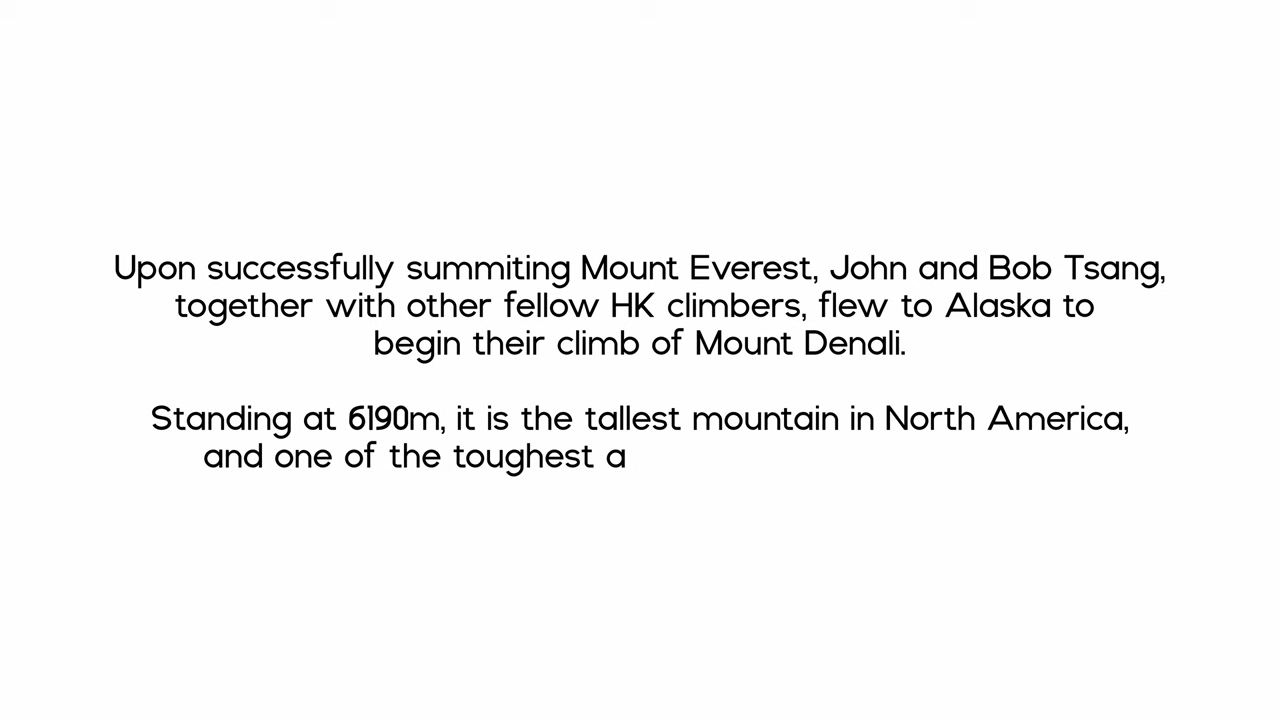 Upon successfully summiting Mount Everest, John and Bob Tsang,
together with other fellow HK climbers, flew to Alaska to
begin their climb of Mount Denali.
Standing at 6190m, it is the tallest mountain in North America,
and one of the toughest a